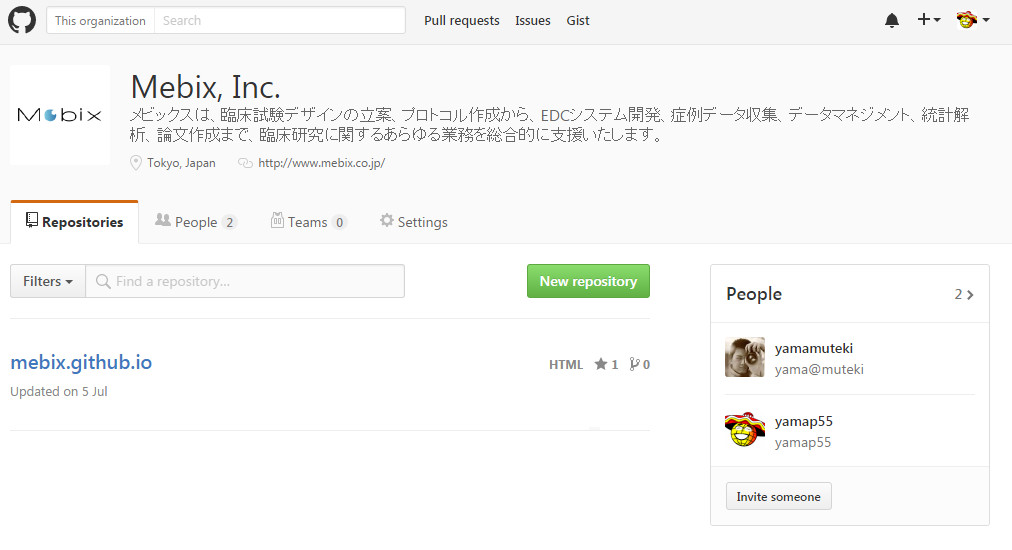 This organization Search Pull requests Issues Gist
Mebix
Mebix, Inc.
メビックスは、臨床試験デザインの立案、プロトコル作成から、EDCシステム開発、症例データ収集、データマネジメント、統計解
析、論文作成まで、臨床研究に関するあらゆる業務を総合的に支援いたします。
Tokyo, Japan http://www.mebix.co.jp/
Repositories People 2 Teams 0 Settings
Filters Find a repository... New repository
mebix.github.io HTML 1 0
Updated on 5 Jul
People 2
yamamuteki
yama@muteki
yamap55
yamap55
Invite someone